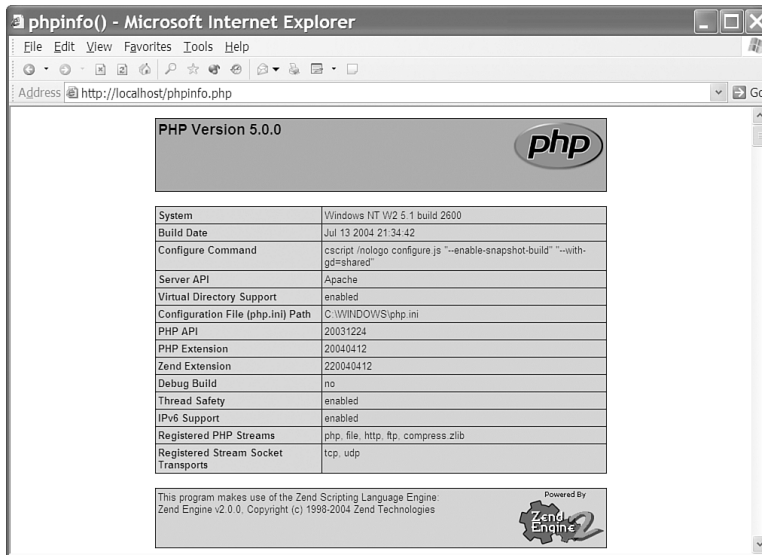 phpinfo() - Microsoft Internet Explorer
File Edit View Favorites Tools Help
Address http://localhost/phpinfo.php Go
PHP Version 5.0.0
php
System Windows NT W2 5.1 build 2600
Build Date Jul 13 2004 21:34:42
Configure Command cscript /nologo configure.js "--enable-snapshot-build" "--with-
gd=shared"
Server API Apache
Virtual Directory Support enabled
Configuration File (php.ini) Path C:\WINDOWS\php.ini
PHP API 20031224
PHP Extension 20040412
Zend Extension 220040412
Debug Build no
Thread Safety enabled
IPv6 Support enabled
Registered PHP Streams php, file, http, ftp, compress.zlib
Registered Stream Socket tcp, udp
Transports
This program makes use of the Zend Scripting Language Engine:
Zend Engine v2.0.0, Copyright (c) 1998-2004 Zend Technologies
Powered By
Zend
Engine 2